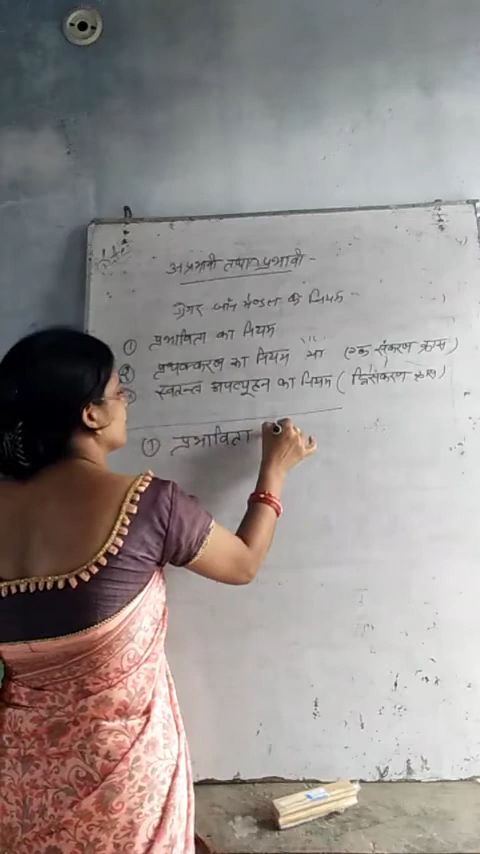 अप्रभावी तथा प्रभावी -
ग्रेगर जॉन मेण्डल के नियम -
① प्रभाविता का नियम
② पृथक्करण का नियम या (एक संकरण क्रास)
③ स्वतन्त्र अपव्यूहन का नियम (द्विसंकरण क्रास)
① प्रभाविता